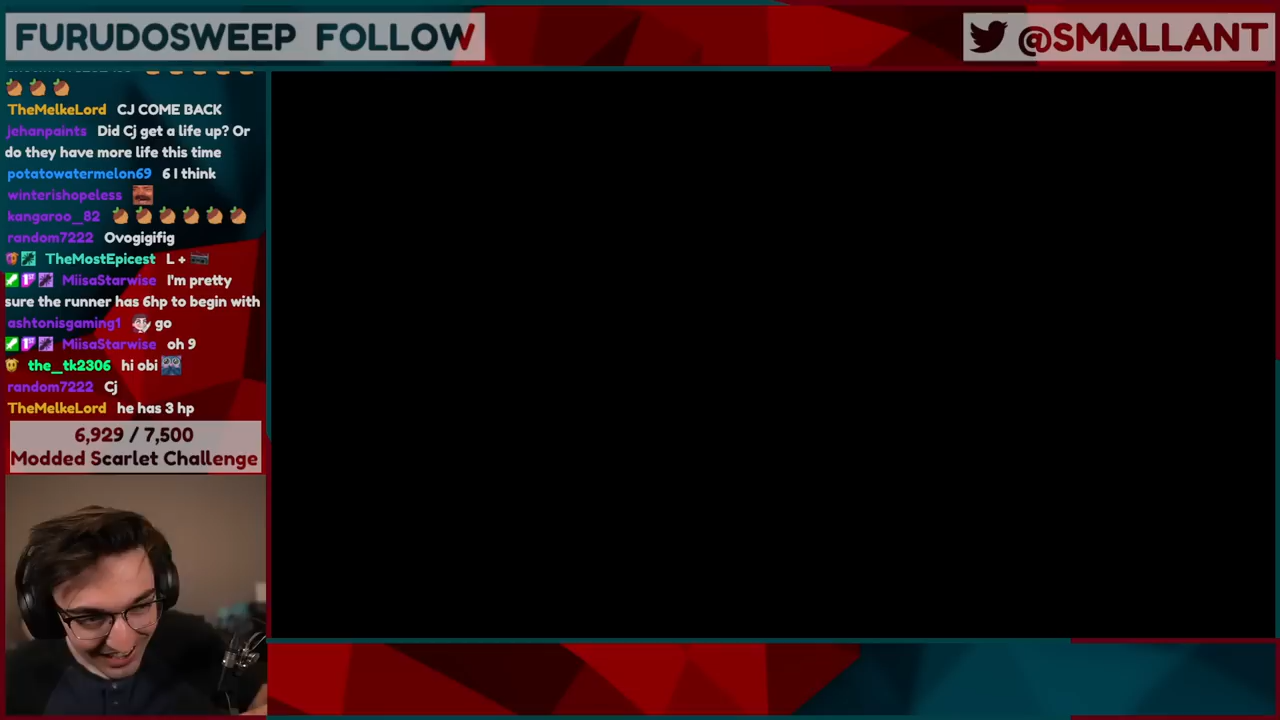 FURUDOSWEEP FOLLOW
@SMALLANT
TheMelkeLord CJ COME BACK
jehanpaints Did Cj get a life up? Or
do they have more life this time
potatowatermelon69 6 I think
winterishopeless
kangaroo_82
random7222 Ovogigifig
TheMostEpicest L +
MiisaStarwise I'm pretty
sure the runner has 6hp to begin with
ashtonisgaming1 go
MiisaStarwise oh 9
the_tk2306 hi obi
random7222 Cj
TheMelkeLord he has 3 hp
6,929 / 7,500
Modded Scarlet Challenge